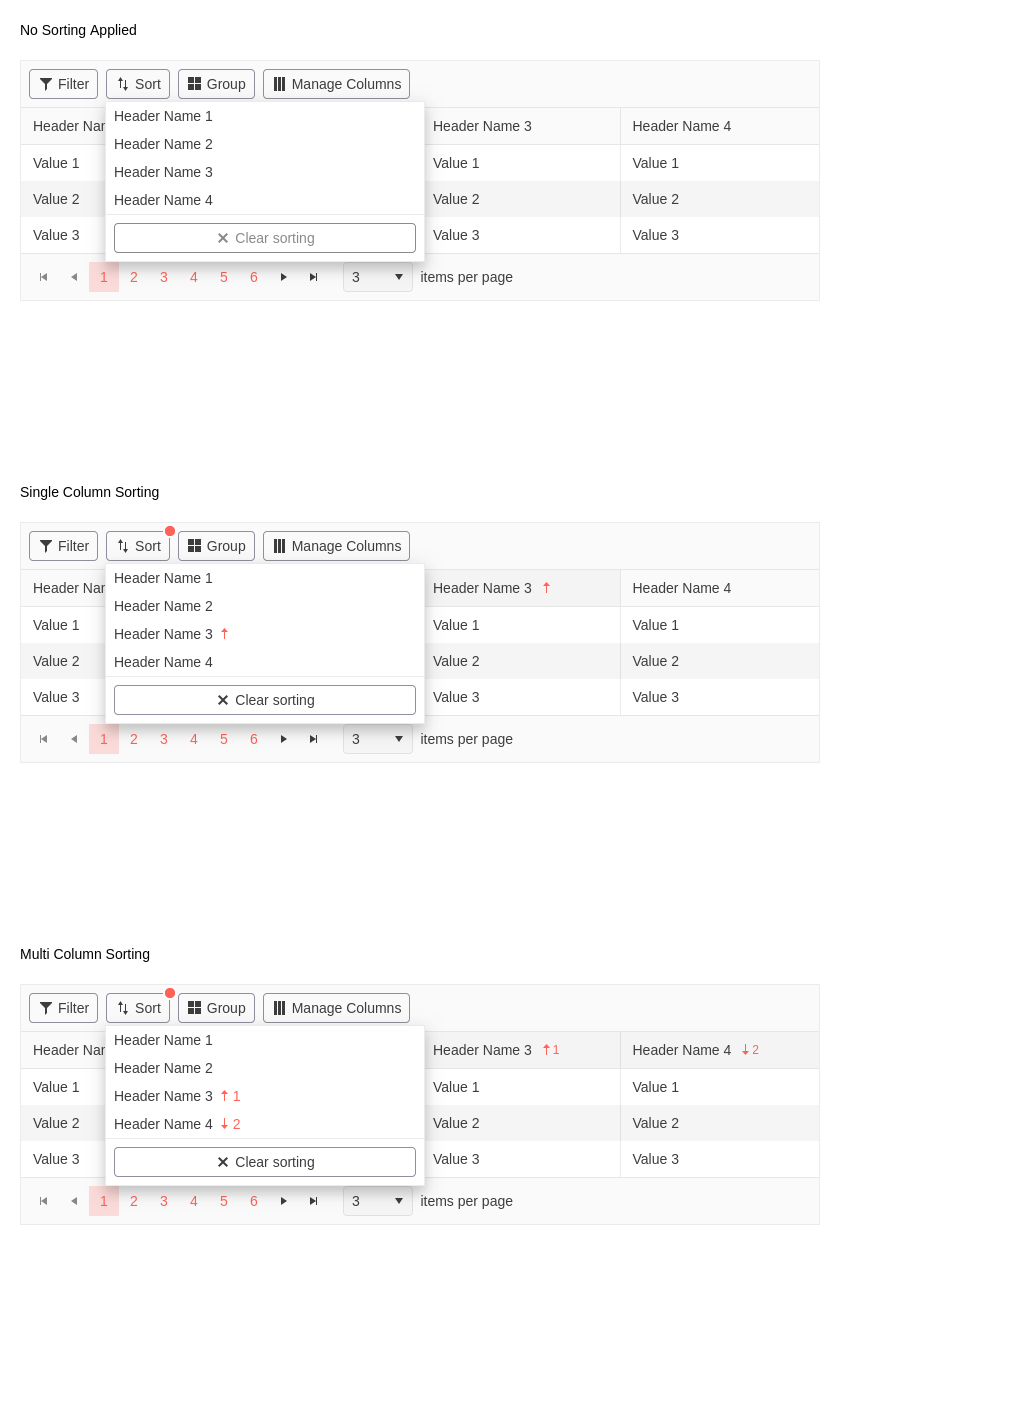 No Sorting Applied
Filter Sort Group Manage Columns
Header Name 1
Header Name 2
Header Name 3
Header Name 4
Clear sorting
Header Nar Header Name 3 Header Name 4
Value 1 Value 1 Value 1
Value 2 Value 2 Value 2
Value 3 Value 3 Value 3
1 2 3 4 5 6 3 items per page
Single Column Sorting
Filter Sort Group Manage Columns
Header Name 1
Header Name 2
Header Name 3 ↑
Header Name 4
Clear sorting
Header Nar Header Name 3 ↑ Header Name 4
Value 1 Value 1 Value 1
Value 2 Value 2 Value 2
Value 3 Value 3 Value 3
1 2 3 4 5 6 3 items per page
Multi Column Sorting
Filter Sort Group Manage Columns
Header Name 1
Header Name 2
Header Name 3 ↑ 1
Header Name 4 ↓ 2
Clear sorting
Header Nar Header Name 3 ↑ 1 Header Name 4 ↓ 2
Value 1 Value 1 Value 1
Value 2 Value 2 Value 2
Value 3 Value 3 Value 3
1 2 3 4 5 6 3 items per page